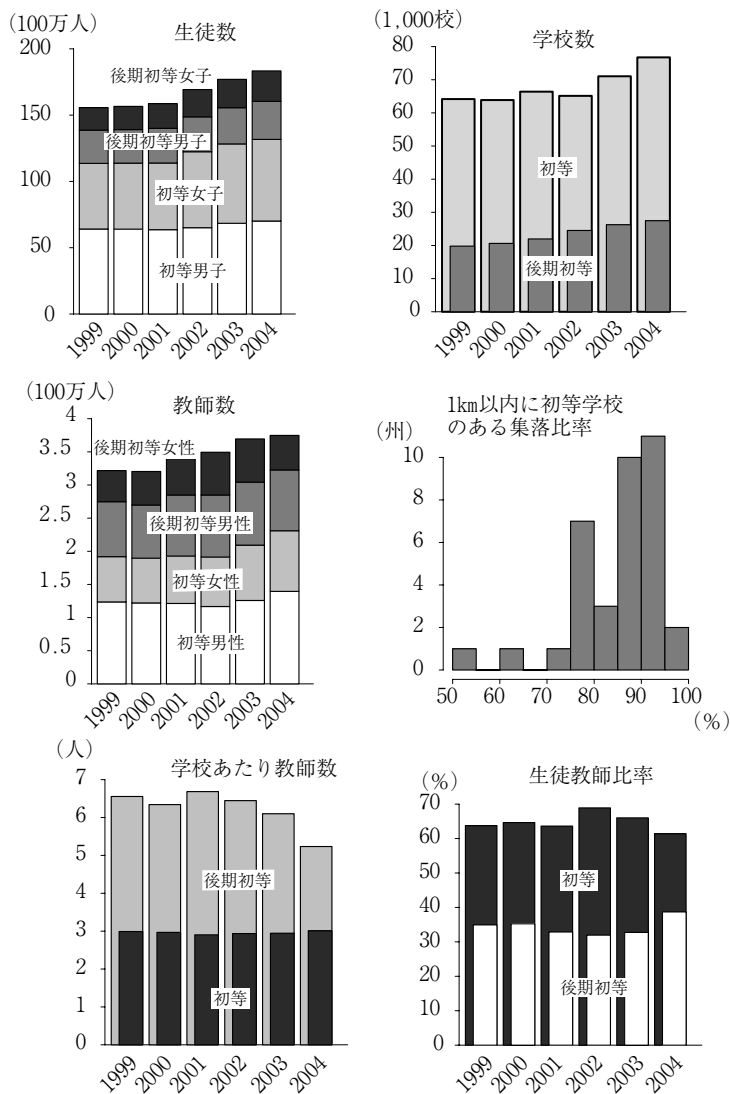 (100万人)
生徒数
200
150
100
50
0
後期初等女子
後期初等男子
初等女子
初等男子
1999
2000
2001
2002
2003
2004
(1,000校)
学校数
80
70
60
50
40
30
20
10
0
初等
後期初等
1999
2000
2001
2002
2003
2004
(100万人)
教師数
4
3.5
3
2.5
2
1.5
1
0.5
0
後期初等女性
後期初等男性
初等女性
初等男性
1999
2000
2001
2002
2003
2004
1km以内に初等学校
のある集落比率
(州)
10
8
6
4
2
0
50 60 70 80 90 100
(%)
(人)
学校あたり教師数
7
6
5
4
3
2
1
0
後期初等
初等
1999
2000
2001
2002
2003
2004
生徒教師比率
(%)
70
60
50
40
30
20
10
0
初等
後期初等
1999
2000
2001
2002
2003
2004